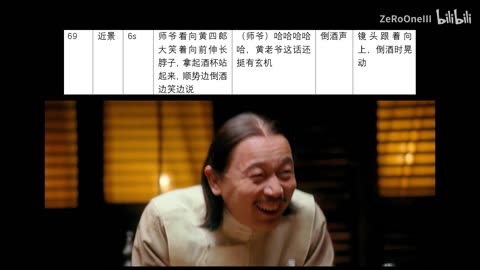 ZeRoOneIII bilibili
69 近景 6s 师爷看向黄四郎 （师爷）哈哈哈哈 倒酒声 镜头跟着向
大笑着向前伸长 哈，黄老爷这话还 上，倒酒时晃
脖子，拿起酒杯站 挺有玄机 动
起来，顺势边倒酒
边笑边说